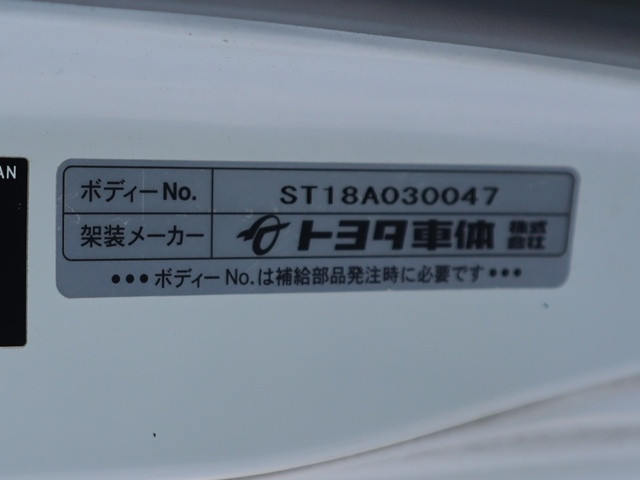 AN
ボディーNo. ST18A030047
架装メーカー トヨタ車体 株式会社
•••ボディーNo.は補給部品発注時に必要です•••